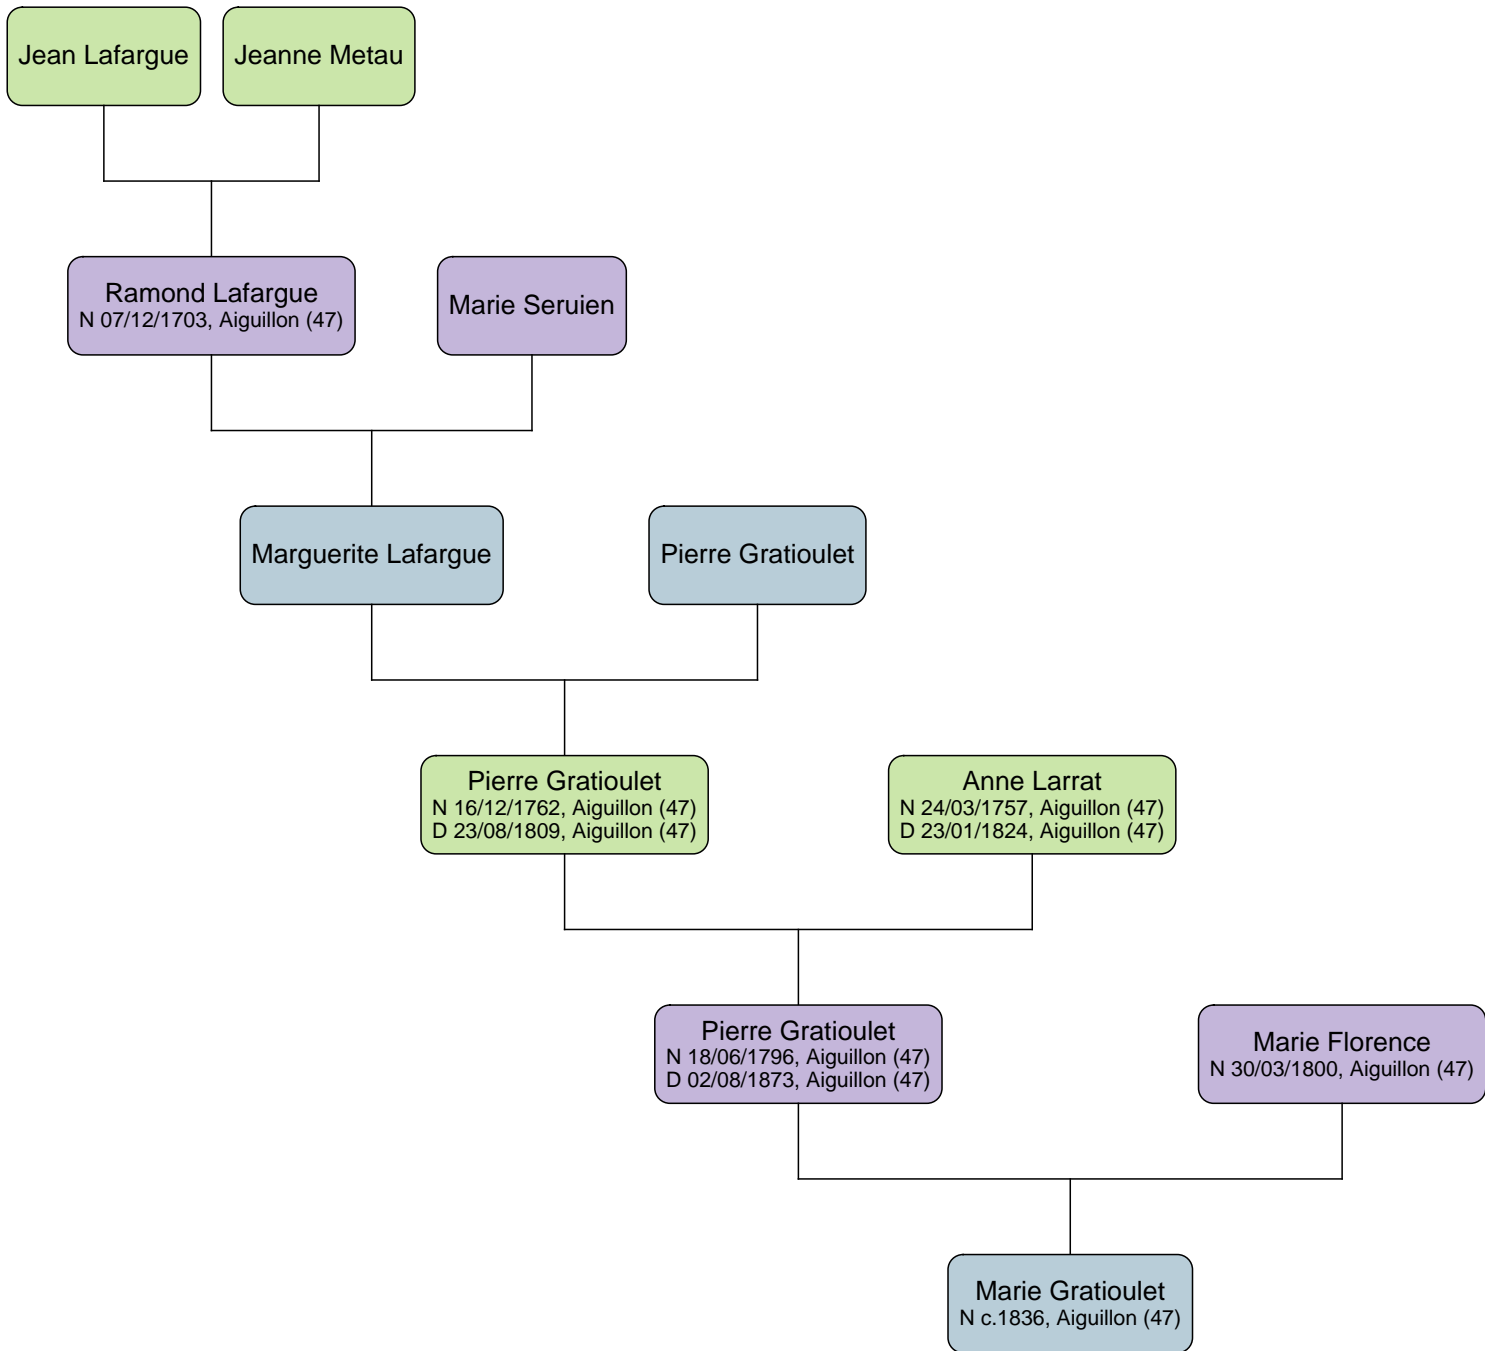 Jean Lafargue
Jeanne Metau
Ramond Lafargue
N 07/12/1703, Aiguillon (47)
Marie Seruien
Marguerite Lafargue
Pierre Gratioulet
Pierre Gratioulet
N 16/12/1762, Aiguillon (47)
D 23/08/1809, Aiguillon (47)
Anne Larrat
N 24/03/1757, Aiguillon (47)
D 23/01/1824, Aiguillon (47)
Pierre Gratioulet
N 18/06/1796, Aiguillon (47)
D 02/08/1873, Aiguillon (47)
Marie Florence
N 30/03/1800, Aiguillon (47)
Marie Gratioulet
N c.1836, Aiguillon (47)